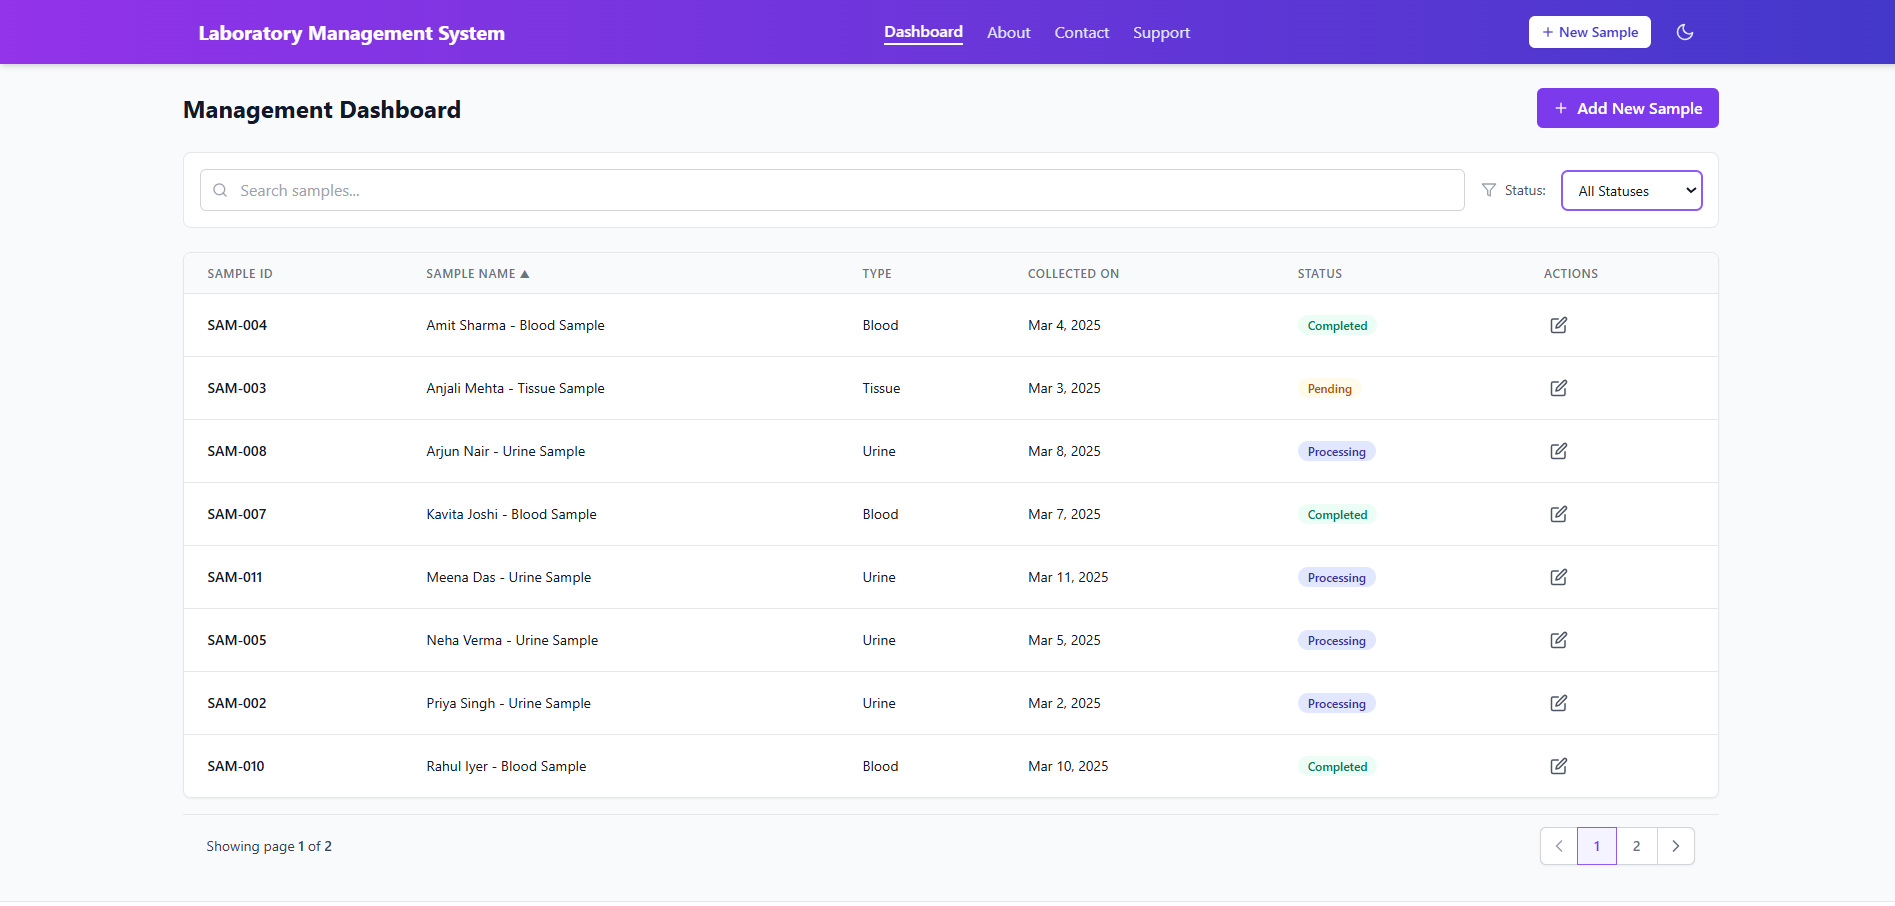 Laboratory Management System Dashboard About Contact Support + New Sample
Management Dashboard + Add New Sample
Search samples... Status: All Statuses
SAMPLE ID SAMPLE NAME ▲ TYPE COLLECTED ON STATUS ACTIONS
SAM-004 Amit Sharma - Blood Sample Blood Mar 4, 2025 Completed
SAM-003 Anjali Mehta - Tissue Sample Tissue Mar 3, 2025 Pending
SAM-008 Arjun Nair - Urine Sample Urine Mar 8, 2025 Processing
SAM-007 Kavita Joshi - Blood Sample Blood Mar 7, 2025 Completed
SAM-011 Meena Das - Urine Sample Urine Mar 11, 2025 Processing
SAM-005 Neha Verma - Urine Sample Urine Mar 5, 2025 Processing
SAM-002 Priya Singh - Urine Sample Urine Mar 2, 2025 Processing
SAM-010 Rahul Iyer - Blood Sample Blood Mar 10, 2025 Completed
Showing page 1 of 2 1 2